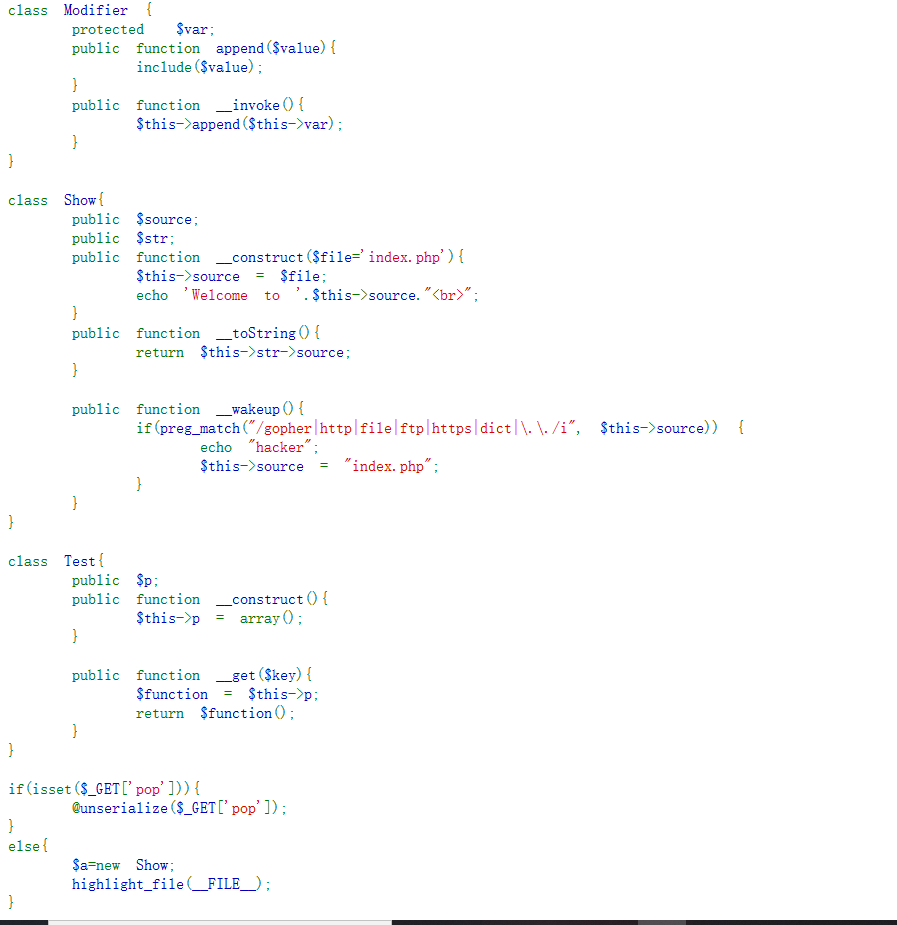 class Modifier {
protected $var;
public function append($value){
include($value);
}
public function __invoke(){
$this->append($this->var);
}
}
class Show{
public $source;
public $str;
public function __construct($file='index.php'){
$this->source = $file;
echo 'Welcome to '.$this->source."<br>";
}
public function __toString(){
return $this->str->source;
}
public function __wakeup(){
if(preg_match("/gopher|http|file|ftp|https|dict|\.\./i", $this->source)) {
echo "hacker";
$this->source = "index.php";
}
}
}
class Test{
public $p;
public function __construct(){
$this->p = array();
}
public function __get($key){
$function = $this->p;
return $function();
}
}
if(isset($_GET['pop'])){
@unserialize($_GET['pop']);
}
else{
$a=new Show;
highlight_file(__FILE__);
}